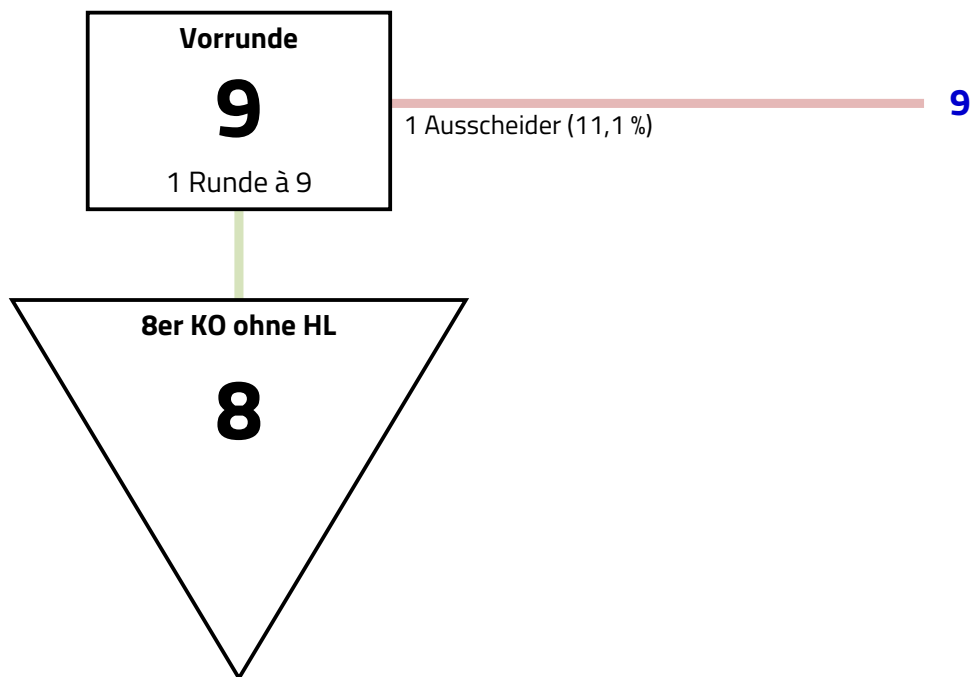 Vorrunde
9
1 Runde à 9
1 Ausscheider (11,1 %)
9
8er KO ohne HL
8